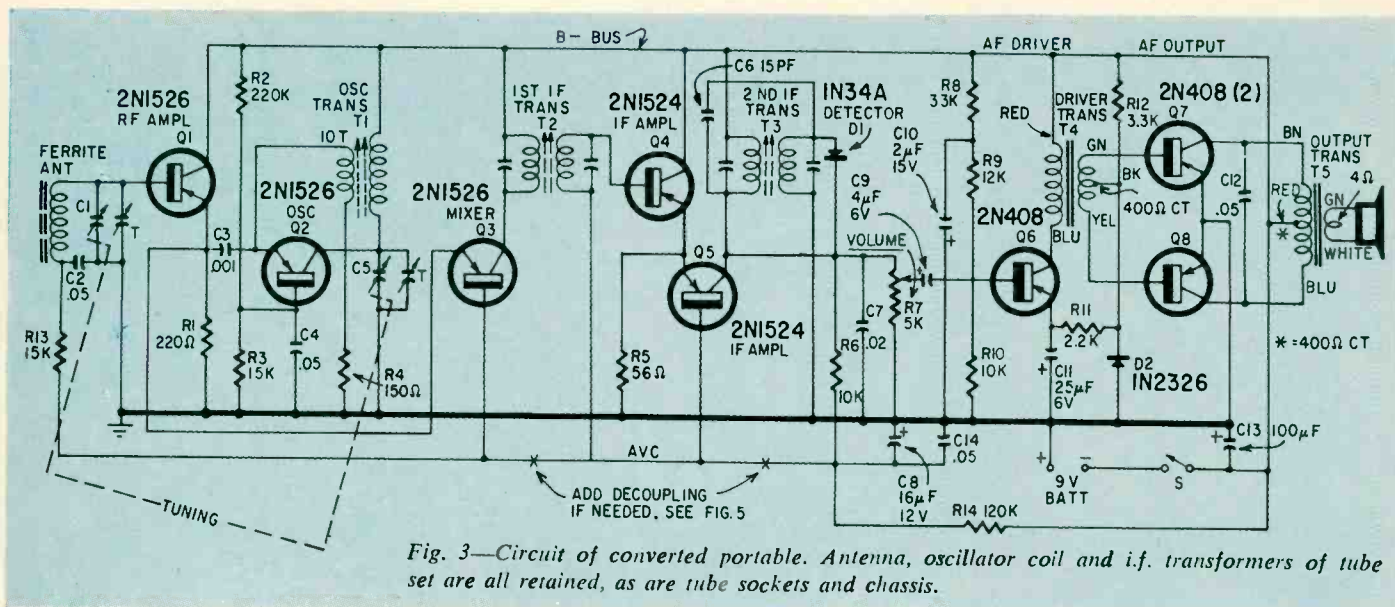 B- BUS
AF DRIVER
AF OUTPUT
R2
220K
OSC
TRANS
T1
10T
2N1526
RF AMPL
Q1
1ST IF
TRANS
T2
2N1524
IF AMPL
Q4
C6 15PF
2ND IF
TRANS
T3
1N34A
DETECTOR
D1
R8
33K
RED
DRIVER
TRANS
T4
GN
BK
400Ω CT
YEL
BLU
R12
3.3K
2N408 (2)
Q7
BN
OUTPUT
TRANS
T5
RED
*
4Ω
GN
WHITE
BLU
FERRITE
ANT
C1
T
C2
.05
C3
.001
2N1526
OSC
Q2
2N1526
MIXER
Q3
C5
T
Q5
2N1524
IF AMPL
C10
2µF
15V
R9
12K
C9
4µF
6V
VOLUME
2N408
Q6
Q8
C12
.05
R13
15K
R1
220Ω
R3
15K
C4
.05
R4
150Ω
R5
56Ω
C7
.02
R7
5K
R6
10K
R10
10K
R11
2.2K
C11
25µF
6V
D2
1N2326
* = 400Ω CT
AVC
ADD DECOUPLING
IF NEEDED, SEE FIG. 5
+
C8
16µF
12V
C14
.05
+
-
9V
BATT
S
+
C13
100µF
R14 120K
TUNING
Fig. 3—Circuit of converted portable. Antenna, oscillator coil and i.f. transformers of tube
set are all retained, as are tube sockets and chassis.